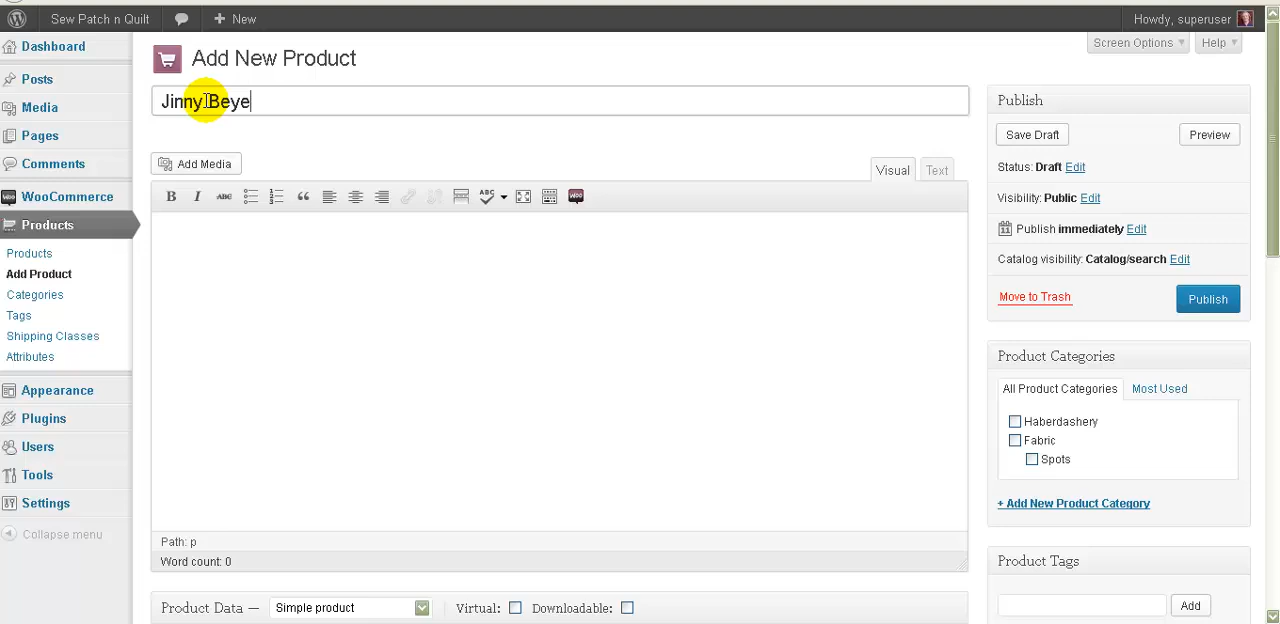 Sew Patch n Quilt
+ New
Howdy, superuser
Dashboard
Posts
Media
Pages
Comments
WooCommerce
Products
Products
Add Product
Categories
Tags
Shipping Classes
Attributes
Appearance
Plugins
Users
Tools
Settings
Collapse menu
Screen Options
Help
Add New Product
Jinny Beye
Add Media
Visual
Text
B I ABC
ABC
Path: p
Word count: 0
Product Data —
Simple product
Virtual:
Downloadable:
Publish
Save Draft
Preview
Status: Draft Edit
Visibility: Public Edit
Publish immediately Edit
Catalog visibility: Catalog/search Edit
Move to Trash
Publish
Product Categories
All Product Categories
Most Used
Haberdashery
Fabric
Spots
+ Add New Product Category
Product Tags
Add